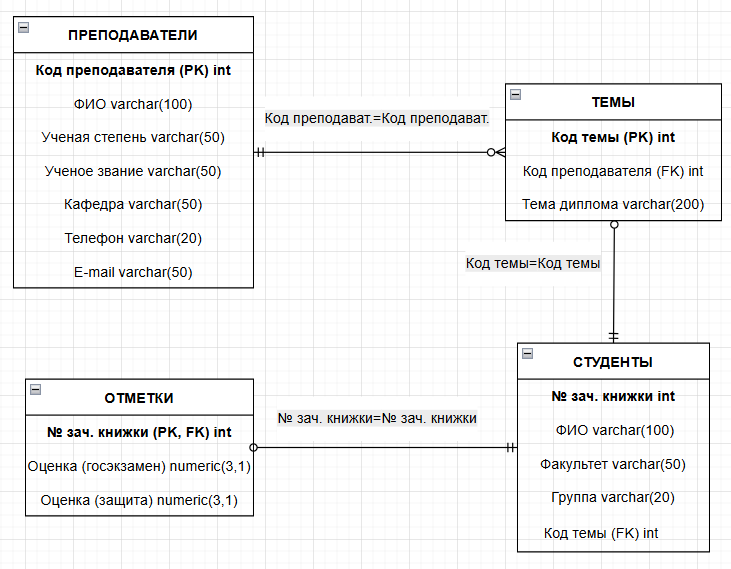 ПРЕПОДАВАТЕЛИ
Код преподавателя (PK) int
ФИО varchar(100)
Ученая степень varchar(50)
Ученое звание varchar(50)
Кафедра varchar(50)
Телефон varchar(20)
E-mail varchar(50)
Код преподават.=Код преподават.
ТЕМЫ
Код темы (PK) int
Код преподавателя (FK) int
Тема диплома varchar(200)
Код темы=Код темы
СТУДЕНТЫ
№ зач. книжки int
ФИО varchar(100)
Факультет varchar(50)
Группа varchar(20)
Код темы (FK) int
№ зач. книжки=№ зач. книжки
ОТМЕТКИ
№ зач. книжки (PK, FK) int
Оценка (госэкзамен) numeric(3,1)
Оценка (защита) numeric(3,1)